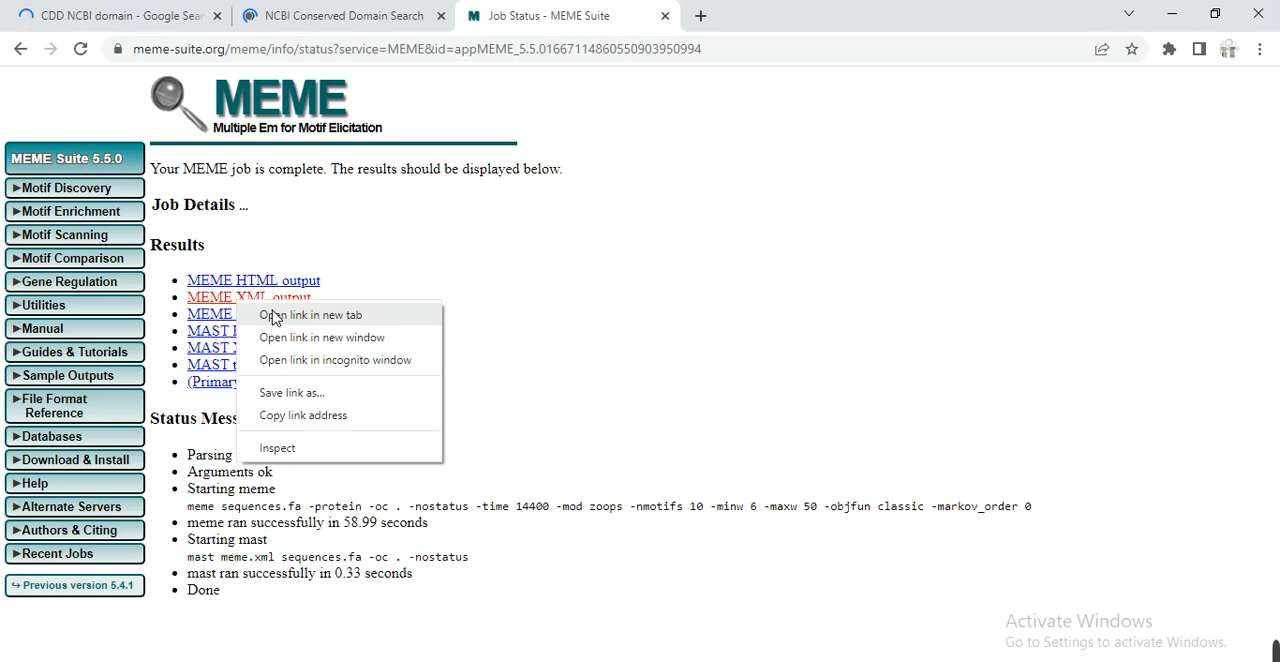 CDD NCBI domain - Google Sear
NCBI Conserved Domain Search
Job Status - MEME Suite
meme-suite.org/meme/info/status?service=MEME&id=appMEME_5.5.01667114860550903950994
MEME
Multiple Em for Motif Elicitation
MEME Suite 5.5.0
Motif Discovery
Motif Enrichment
Motif Scanning
Motif Comparison
Gene Regulation
Utilities
Manual
Guides & Tutorials
Sample Outputs
File Format
Reference
Databases
Download & Install
Help
Alternate Servers
Authors & Citing
Recent Jobs
↪ Previous version 5.4.1
Your MEME job is complete. The results should be displayed below.
Job Details ...
Results
MEME HTML output
MEME XML output
MEME
MAST
MAST
MAST t
(Primary
Open link in new tab
Open link in new window
Open link in incognito window
Save link as...
Copy link address
Inspect
Status Mess
Parsing
Arguments ok
Starting meme
meme sequences.fa -protein -oc . -nostatus -time 14400 -mod zoops -nmotifs 10 -minw 6 -maxw 50 -objfun classic -markov_order 0
meme ran successfully in 58.99 seconds
Starting mast
mast meme.xml sequences.fa -oc . -nostatus
mast ran successfully in 0.33 seconds
Done
Activate Windows
Go to Settings to activate Windows.